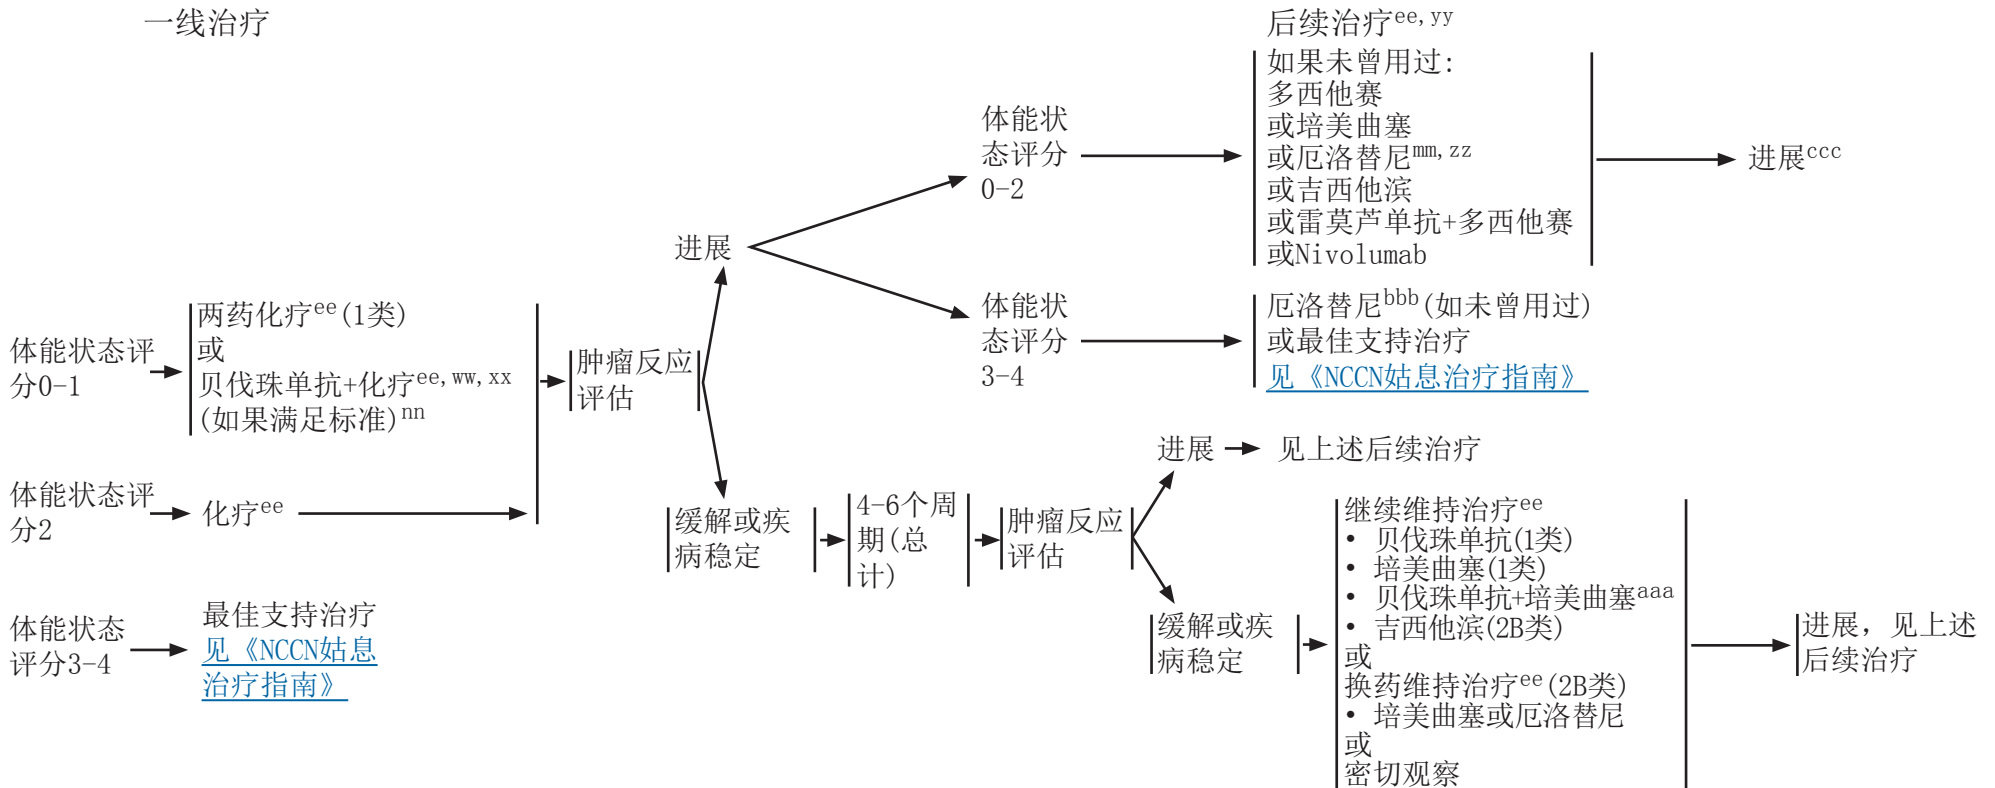 一线治疗
体能状态评
分0-1
两药化疗ee(1类)
或
贝伐珠单抗+化疗ee,ww,xx
(如果满足标准)nn
体能状态评
分2
化疗ee
体能状态
评分3-4
最佳支持治疗
见《NCCN姑息
治疗指南》
肿瘤反应
评估
进展
体能状
态评分
0-2
后续治疗ee,yy
如果未曾用过:
多西他赛
或培美曲塞
或厄洛替尼mm,zz
或吉西他滨
或雷莫芦单抗+多西他赛
或Nivolumab
进展ccc
体能状
态评分
3-4
厄洛替尼bbb(如未曾用过)
或最佳支持治疗
见《NCCN姑息治疗指南》
缓解或疾
病稳定
4-6个周
期(总
计)
肿瘤反应
评估
进展
见上述后续治疗
缓解或疾
病稳定
继续维持治疗ee
• 贝伐珠单抗(1类)
• 培美曲塞(1类)
• 贝伐珠单抗+培美曲塞aaa
• 吉西他滨(2B类)
或
换药维持治疗ee(2B类)
• 培美曲塞或厄洛替尼
或
密切观察
进展，见上述
后续治疗